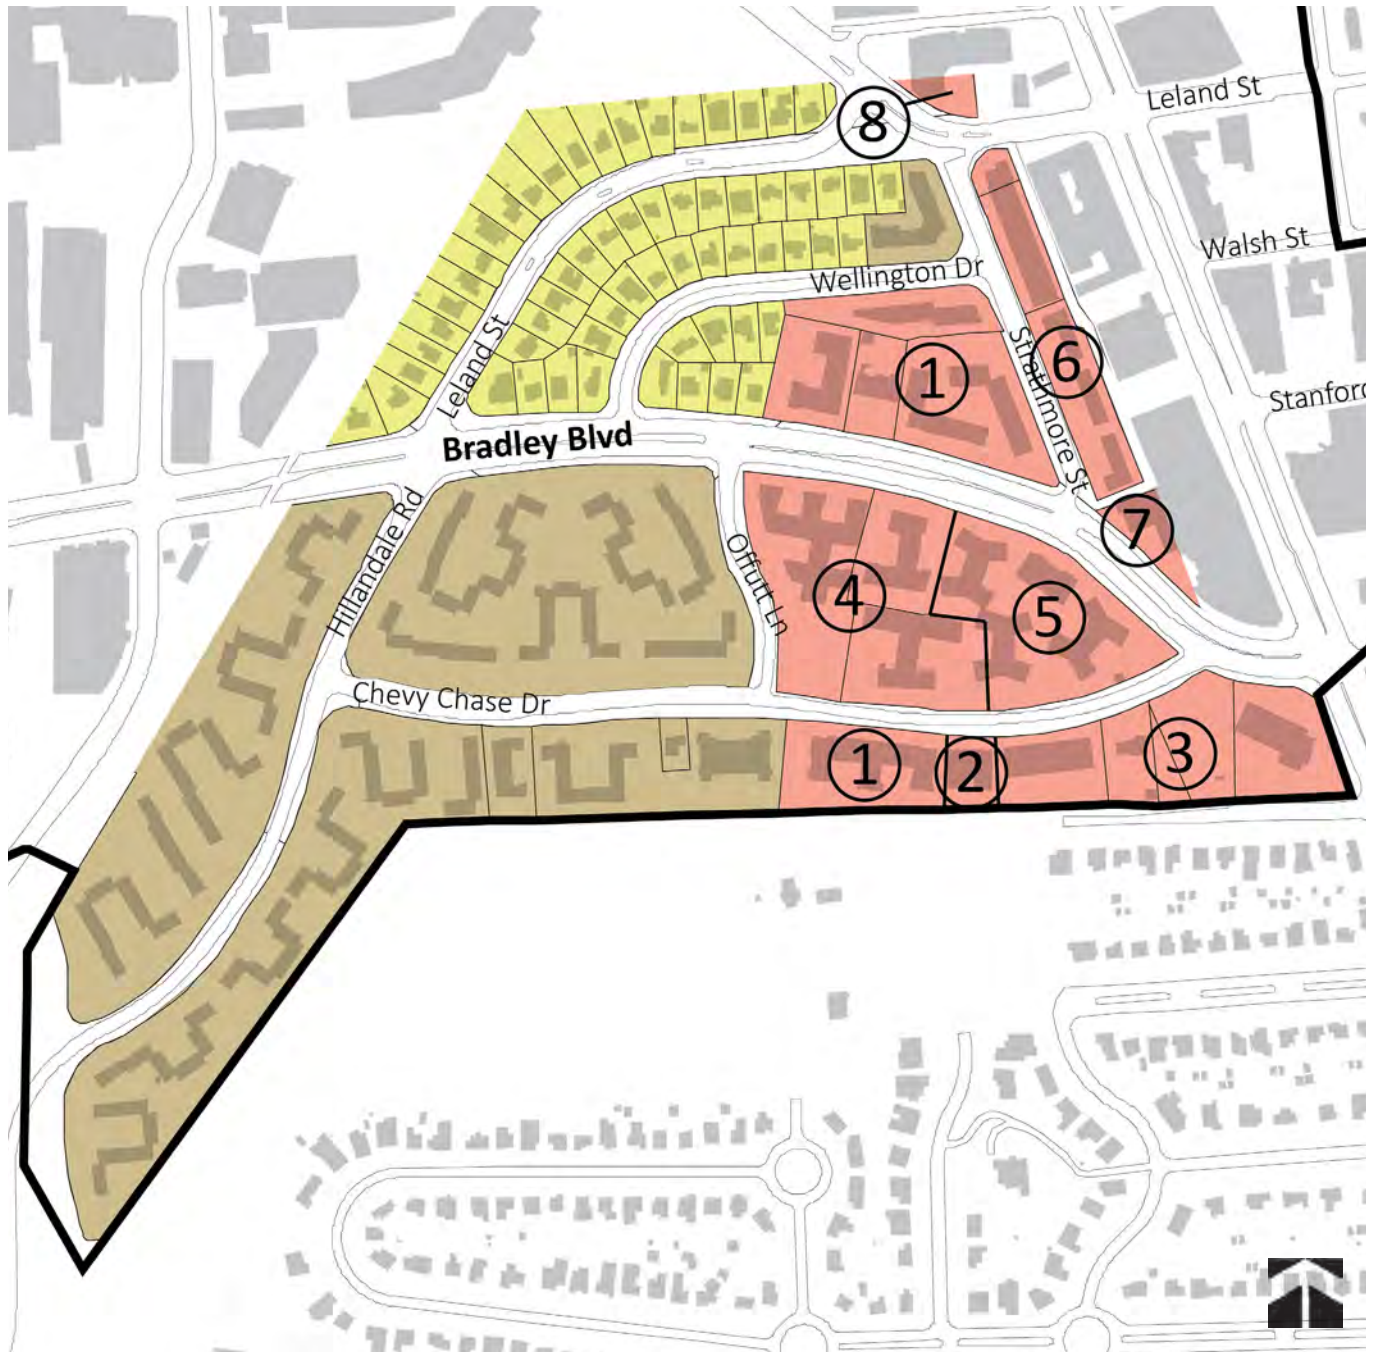 Leland St
8
Walsh St
Wellington Dr
Leland St
Strathmore St
6
1
Stanford
Bradley Blvd
Hillandale Rd
7
Offutt Ln
4
5
Chevy Chase Dr
1
2
3